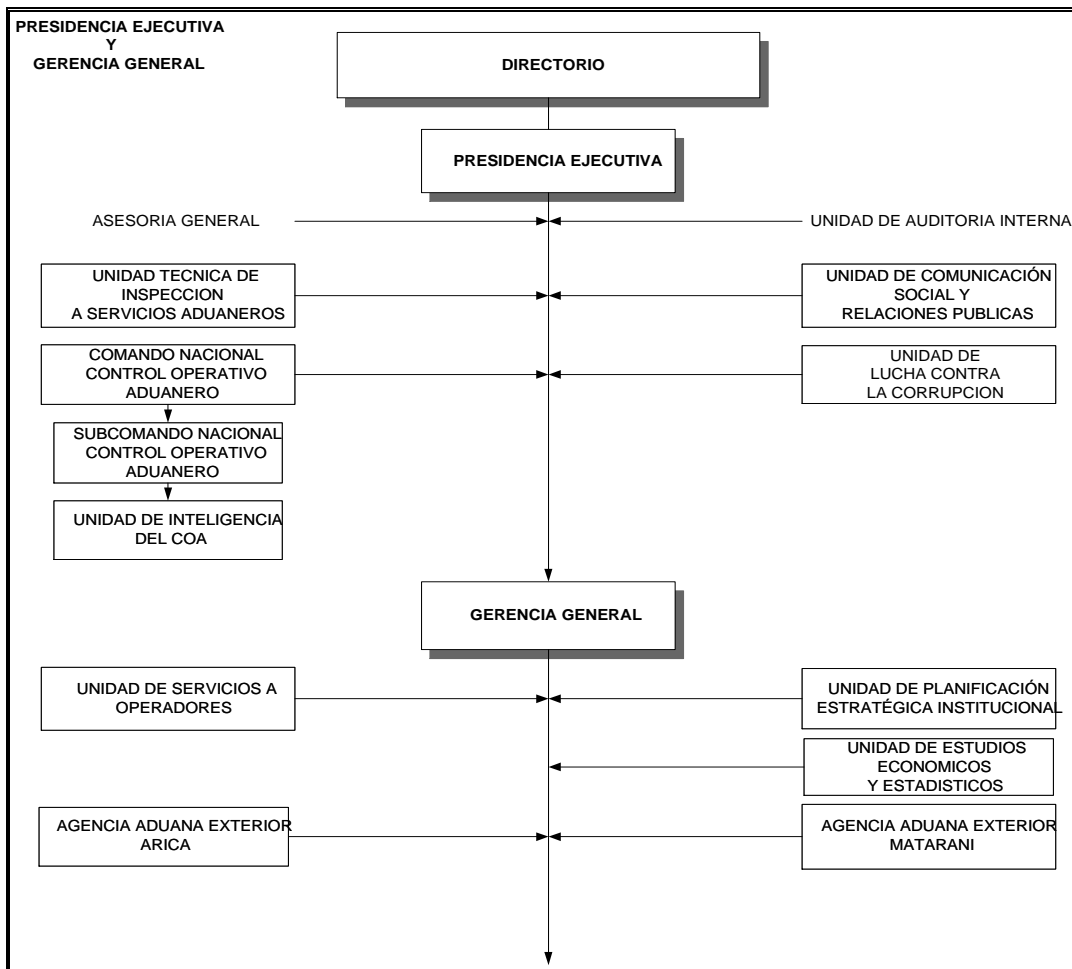 PRESIDENCIA EJECUTIVA
Y
GERENCIA GENERAL
DIRECTORIO
PRESIDENCIA EJECUTIVA
ASESORIA GENERAL
UNIDAD DE AUDITORIA INTERNA
UNIDAD TECNICA DE
INSPECCION
A SERVICIOS ADUANEROS
UNIDAD DE COMUNICACIÓN
SOCIAL Y
RELACIONES PUBLICAS
COMANDO NACIONAL
CONTROL OPERATIVO
ADUANERO
UNIDAD DE
LUCHA CONTRA
LA CORRUPCION
SUBCOMANDO NACIONAL
CONTROL OPERATIVO
ADUANERO
UNIDAD DE INTELIGENCIA
DEL COA
GERENCIA GENERAL
UNIDAD DE SERVICIOS A
OPERADORES
UNIDAD DE PLANIFICACIÓN
ESTRATÉGICA INSTITUCIONAL
UNIDAD DE ESTUDIOS
ECONOMICOS
Y ESTADISTICOS
AGENCIA ADUANA EXTERIOR
ARICA
AGENCIA ADUANA EXTERIOR
MATARANI